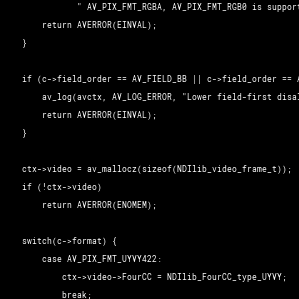 " AV_PIX_FMT_RGBA, AV_PIX_FMT_RGB0 is support
return AVERROR(EINVAL);
}
if (c->field_order == AV_FIELD_BB || c->field_order ==
av_log(avctx, AV_LOG_ERROR, "Lower field-first disa
return AVERROR(EINVAL);
}
ctx->video = av_mallocz(sizeof(NDIlib_video_frame_t));
if (!ctx->video)
return AVERROR(ENOMEM);
switch(c->format) {
case AV_PIX_FMT_UYVY422:
ctx->video->FourCC = NDIlib_FourCC_type_UYVY;
break;